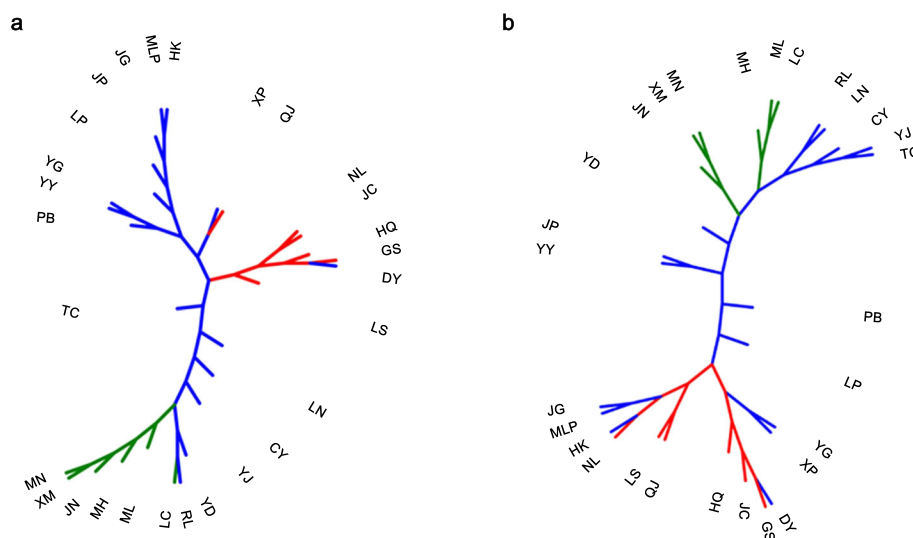 a
MLP
HK
JG
JP
LP
YG
YY
PB
TC
XP
QJ
NL
JC
HQ
GS
DY
LS
LN
CY
YJ
YD
RL
LC
ML
MH
JN
XM
MN
b
YD
JN
XM
MN
MH
ML
LC
RL
LN
CY
YJ
TC
JP
YY
PB
LP
YG
XP
DY
GS
JC
HQ
QJ
LS
NL
HK
MLP
JG